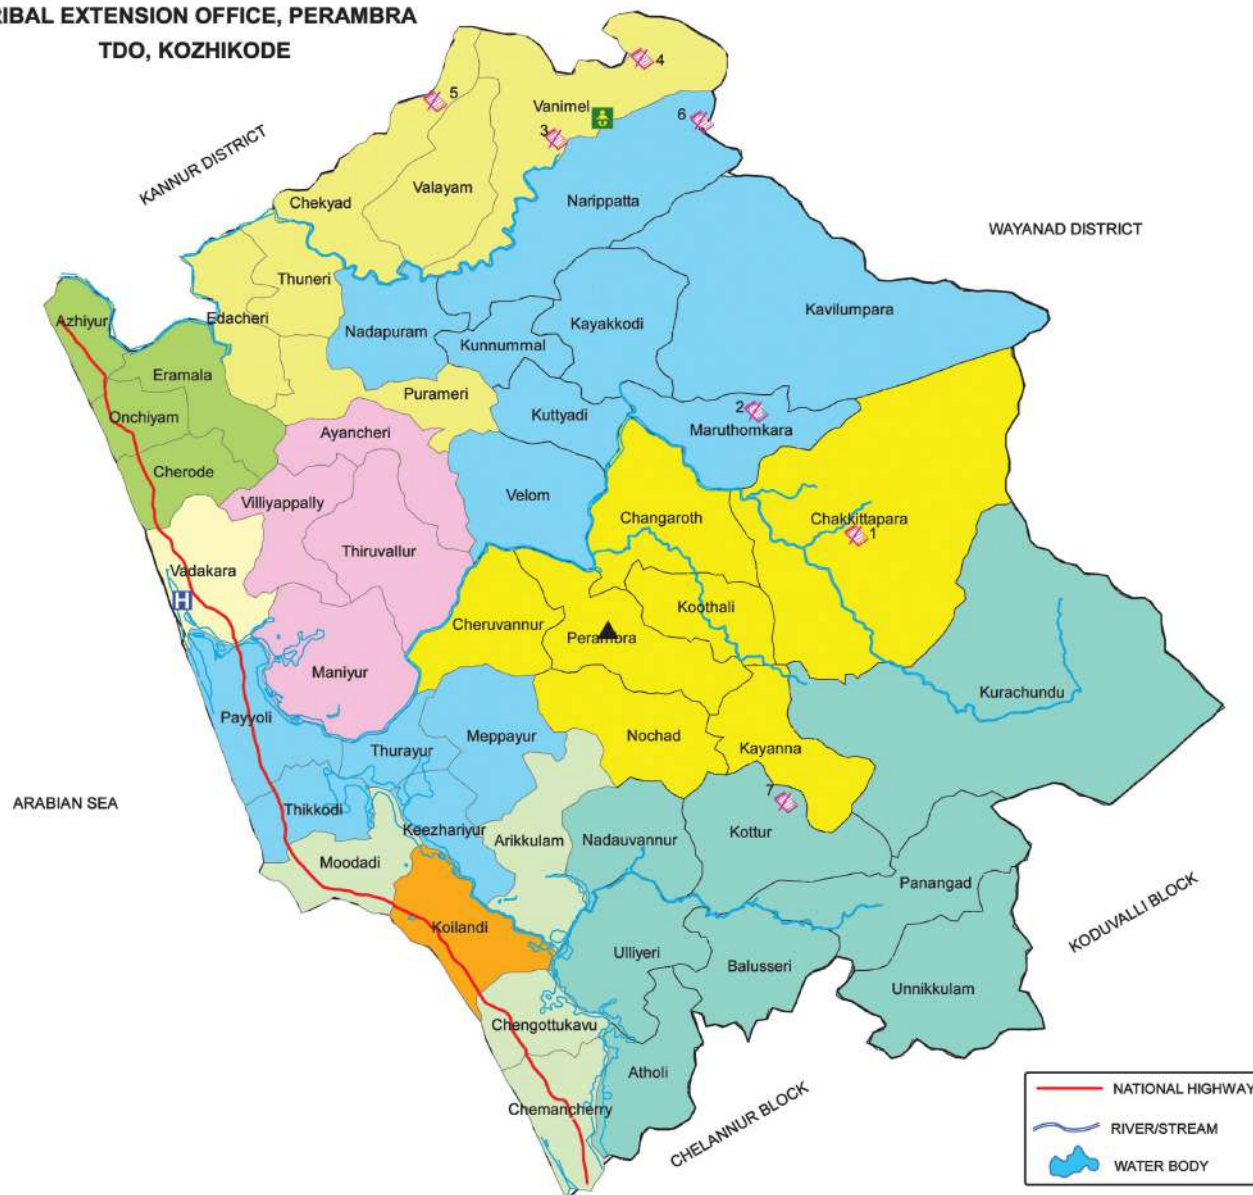 RIBAL EXTENSION OFFICE, PERAMBRA
TDO, KOZHIKODE
4
5
Vanimel
6
3
KANNUR DISTRICT
Valayam
Chekyad
Narippatta
WAYANAD DISTRICT
Thuneri
Kavilumpara
Edacheri
Azhiyur
Nadapuram
Kayakkodi
Kunnummal
Eramala
Purameri
Onchiyam
Kuttyadi
2
Maruthomkara
Ayancheri
Cherode
Villiyappally
Velom
Changaroth
Chakkittapara
1
Thiruvallur
Vadakara
H
Koothali
Cheruvannur
Perambra
Maniyur
Kurachundu
Payyoli
Thurayur
Meppayur
Nochad
Kayanna
ARABIAN SEA
Thikkodi
7
Keezhariyur
Arikkulam
Nadauvannur
Kottur
Moodadi
Panangad
KODUVALLI BLOCK
Koilandi
Ulliyeri
Balusseri
Unnikkulam
Chengottukavu
Atholi
Chemancherry
CHELANNUR BLOCK
NATIONAL HIGHWAY
RIVER/STREAM
WATER BODY